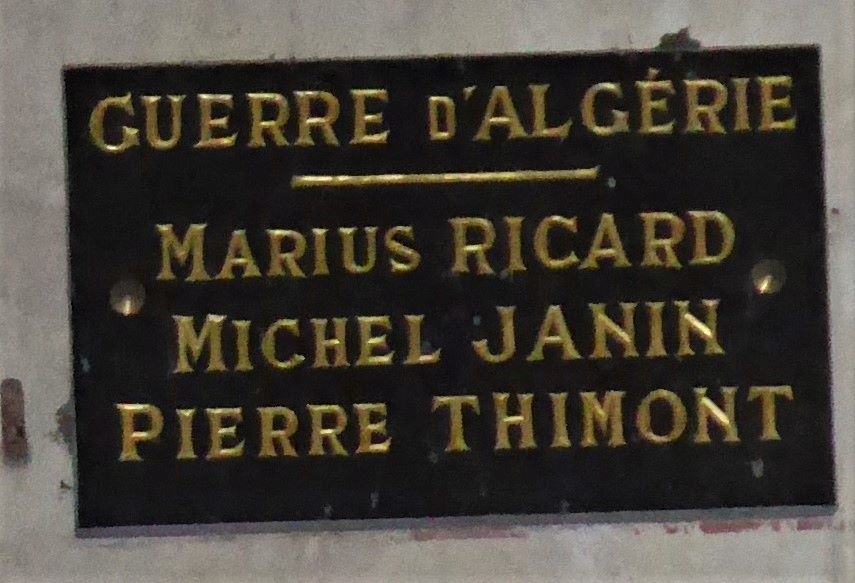 GUERRE D'ALGÉRIE
MARIUS RICARD
MICHEL JANIN
PIERRE THIMONT